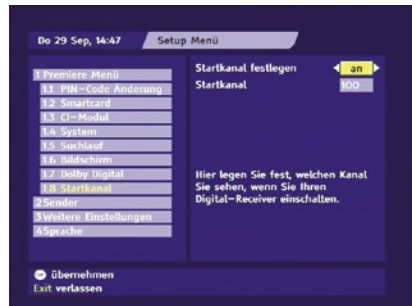 Do 29 Sep, 14:47
Setup Menü
1 Premiere Menü
1.1 PIN-Code Änderung
1.2 Smartcard
1.3 CI-Modul
1.4 System
1.5 Suchlauf
1.6 Bildschirm
1.7 Dolby Digital
1.8 Startkanal
2 Sender
3 Weitere Einstellungen
4 Sprache
Startkanal festlegen an
Startkanal 100
Hier legen Sie fest, welchen Kanal
Sie sehen, wenn Sie Ihren
Digital-Receiver einschalten.
OK übernehmen
Exit verlassen